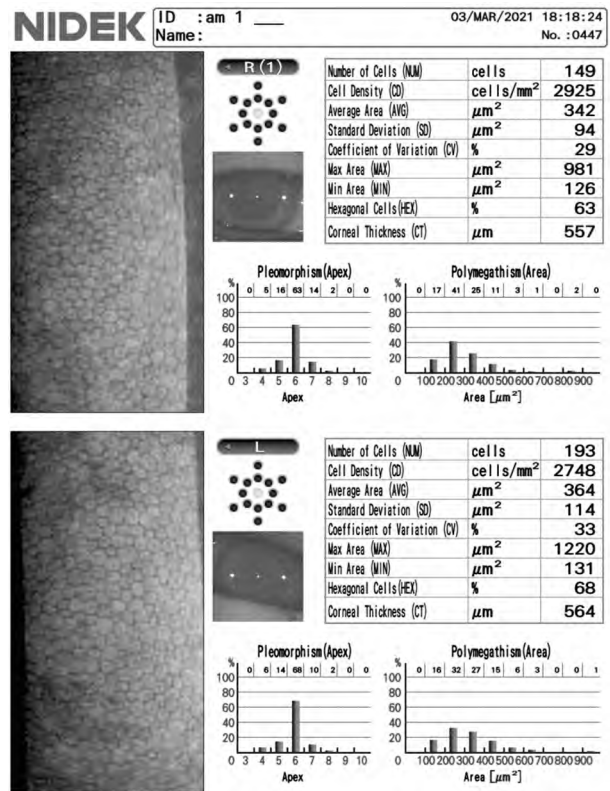 NIDEK
ID :am 1
03/MAR/2021 18:18:24
Name:
No. :0447
R(1)
Number of Cells (NUM) cells 149
Cell Density (CD) cells/mm² 2925
Average Area (AVG) μm² 342
Standard Deviation (SD) μm² 94
Coefficient of Variation (CV) % 29
Max Area (MAX) μm² 981
Min Area (MIN) μm² 126
Hexagonal Cells(HEX) % 63
Corneal Thickness (CT) μm 557
Pleomorphism(Apex)
% 0 5 16 63 14 2 0 0
100
80
60
40
20
0 3 4 5 6 7 8 9 10
Apex
Polymegathism(Area)
% 0 17 41 25 11 3 1 0 2 0
100
80
60
40
20
0 100 200 300 400 500 600 700 800 900
Area [μm²]
L
Number of Cells (NUM) cells 193
Cell Density (CD) cells/mm² 2748
Average Area (AVG) μm² 364
Standard Deviation (SD) μm² 114
Coefficient of Variation (CV) % 33
Max Area (MAX) μm² 1220
Min Area (MIN) μm² 131
Hexagonal Cells(HEX) % 68
Corneal Thickness (CT) μm 564
Pleomorphism(Apex)
% 0 6 14 68 10 2 0 0
100
80
60
40
20
0 3 4 5 6 7 8 9 10
Apex
Polymegathism(Area)
% 0 16 32 27 15 6 3 0 0 1
100
80
60
40
20
0 100 200 300 400 500 600 700 800 900
Area [μm²]